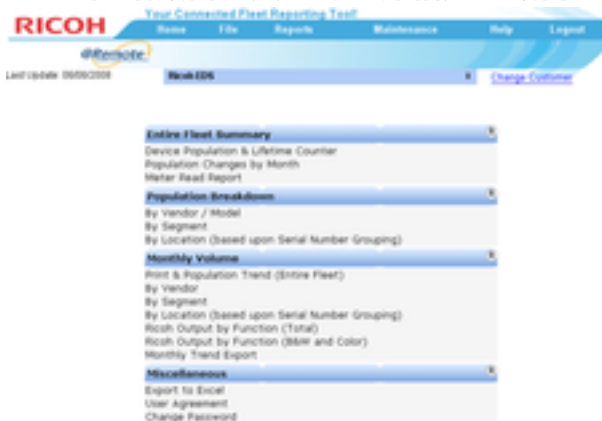 Your Connected Fleet Reporting Tool!
RICOH
Home File Reports Maintenance Help Logout
@Remote
Last Update: 09/09/2008
Ricoh EDS
Change Customer
Entire Fleet Summary
Device Population & Lifetime Counter
Population Changes by Month
Meter Read Report
Population Breakdown
By Vendor / Model
By Segment
By Location (based upon Serial Number Grouping)
Monthly Volume
Print & Population Trend (Entire Fleet)
By Vendor
By Segment
By Location (based upon Serial Number Grouping)
Ricoh Output by Function (Total)
Ricoh Output by Function (B&W and Color)
Monthly Trend Export
Miscellaneous
Export to Excel
User Agreement
Change Password